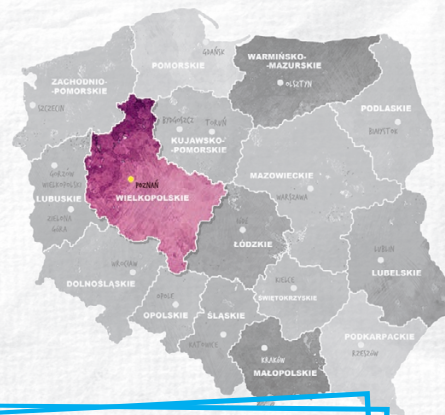 GDAŃSK
POMORSKIE
WARMIŃSKO-
-MAZURSKIE
OLSZTYN
ZACHODNIO-
-POMORSKIE
SZCZECIN
PODLASKIE
BIAŁYSTOK
BYDGOSZCZ
TORUŃ
KUJAWSKO-
-POMORSKIE
MAZOWIECKIE
WARSZAWA
GORZÓW
WIELKOPOLSKI
LUBUSKIE
ZIELONA
GÓRA
POZNAŃ
WIELKOPOLSKIE
ŁÓDŹ
ŁÓDZKIE
LUBLIN
LUBELSKIE
WROCŁAW
DOLNOŚLĄSKIE
OPOLE
OPOLSKIE
ŚLĄSKIE
KATOWICE
KIELCE
ŚWIĘTOKRZYSKIE
KRAKÓW
MAŁOPOLSKIE
PODKARPACKIE
RZESZÓW